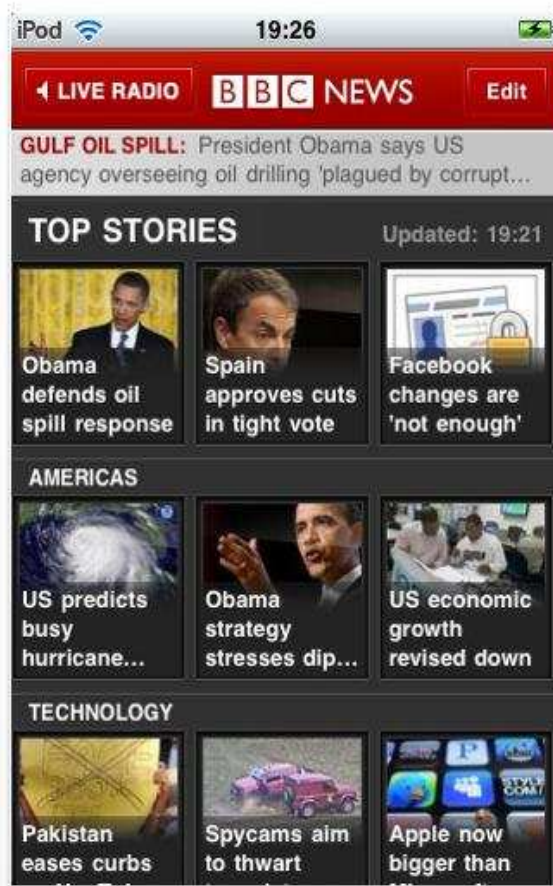 iPod 19:26
LIVE RADIO BBC NEWS Edit
GULF OIL SPILL: President Obama says US
agency overseeing oil drilling 'plagued by corrupt...
TOP STORIES Updated: 19:21
Obama
defends oil
spill response
Spain
approves cuts
in tight vote
Facebook
changes are
'not enough'
AMERICAS
US predicts
busy
hurricane...
Obama
strategy
stresses dip...
US economic
growth
revised down
TECHNOLOGY
Pakistan
eases curbs
Spycams aim
to thwart
P
STYLE
COM/
Apple now
bigger than